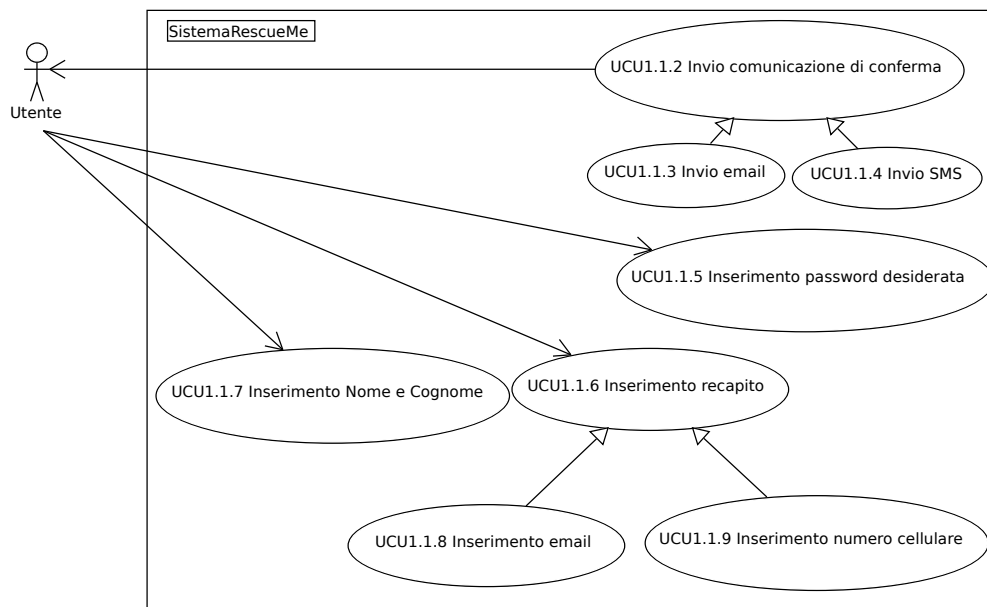 SistemaRescueMe
UCU1.1.2 Invio comunicazione di conferma
Utente
UCU1.1.3 Invio email
UCU1.1.4 Invio SMS
UCU1.1.5 Inserimento password desiderata
UCU1.1.7 Inserimento Nome e Cognome
UCU1.1.6 Inserimento recapito
UCU1.1.8 Inserimento email
UCU1.1.9 Inserimento numero cellulare